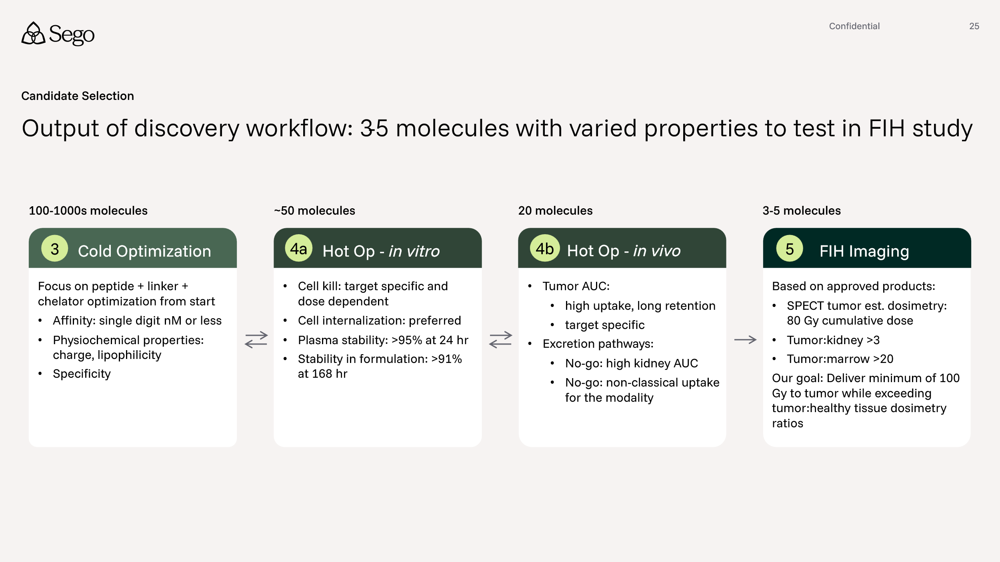 Sego
Confidential
25
Candidate Selection
Output of discovery workflow: 3-5 molecules with varied properties to test in FIH study
100-1000s molecules
3
Cold Optimization
Focus on peptide + linker +
chelator optimization from start
• Affinity: single digit nM or less
• Physiochemical properties:
charge, lipophilicity
• Specificity
~50 molecules
4a
Hot Op - in vitro
• Cell kill: target specific and
dose dependent
• Cell internalization: preferred
• Plasma stability: >95% at 24 hr
• Stability in formulation: >91%
at 168 hr
20 molecules
4b
Hot Op - in vivo
• Tumor AUC:
• high uptake, long retention
• target specific
• Excretion pathways:
• No-go: high kidney AUC
• No-go: non-classical uptake
for the modality
3-5 molecules
5
FIH Imaging
Based on approved products:
• SPECT tumor est. dosimetry:
80 Gy cumulative dose
• Tumor:kidney >3
• Tumor:marrow >20
Our goal: Deliver minimum of 100
Gy to tumor while exceeding
tumor:healthy tissue dosimetry
ratios